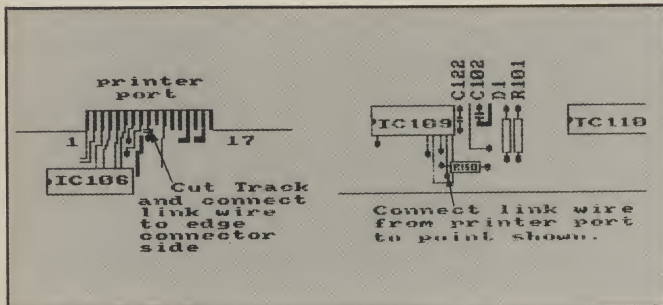 printer
port
1
17
IC106
Cut Track
and connect
link wire
to edge
connector
side
C122
C102
D1
R101
IC109
IC110
R150
Connect link wire
from printer port
to point shown.